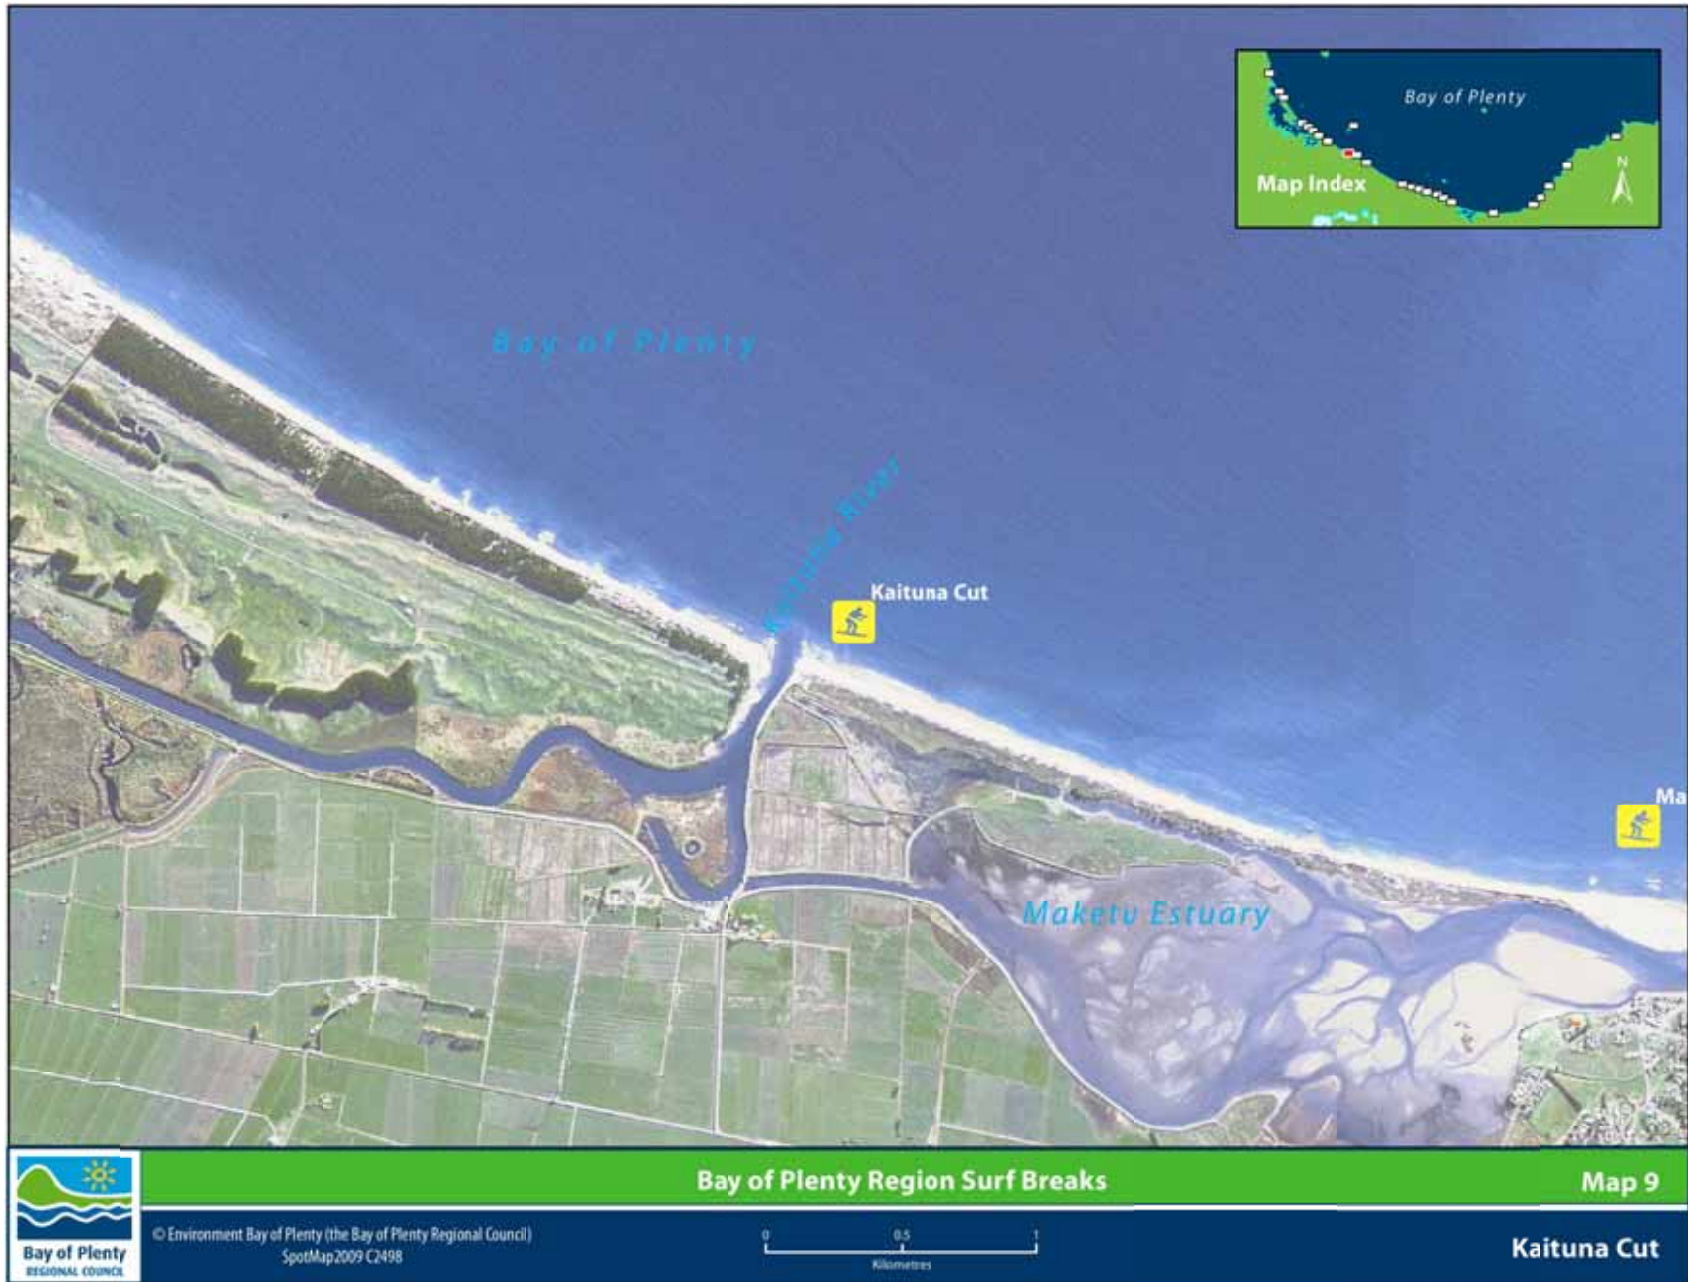 Bay of Plenty
Map Index
N
Bay of Plenty
Kaituna River
Kaituna Cut
Ma
Maketu Estuary
Bay of Plenty Region Surf Breaks
Map 9
© Environment Bay of Plenty (the Bay of Plenty Regional Council)
SpotMap2009 C2498
0 0.5 1
Kilometres
Kaituna Cut
Bay of Plenty
REGIONAL COUNCIL